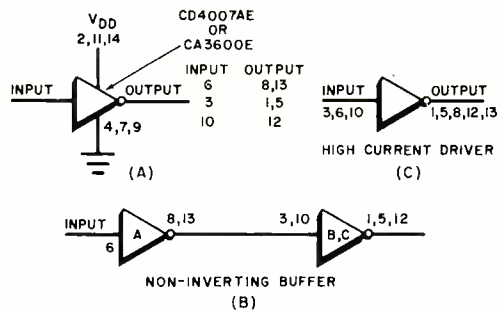 VDD
2,11,14
CD4007AE
OR
CA3600E
INPUT
OUTPUT
4,7,9
(A)
INPUT OUTPUT
6 8,13
3 1,5
10 12
INPUT
3,6,10
OUTPUT
1,5,8,12,13
HIGH CURRENT DRIVER
(C)
INPUT
6
A
8,13
3,10
B,C
1,5,12
NON-INVERTING BUFFER
(B)